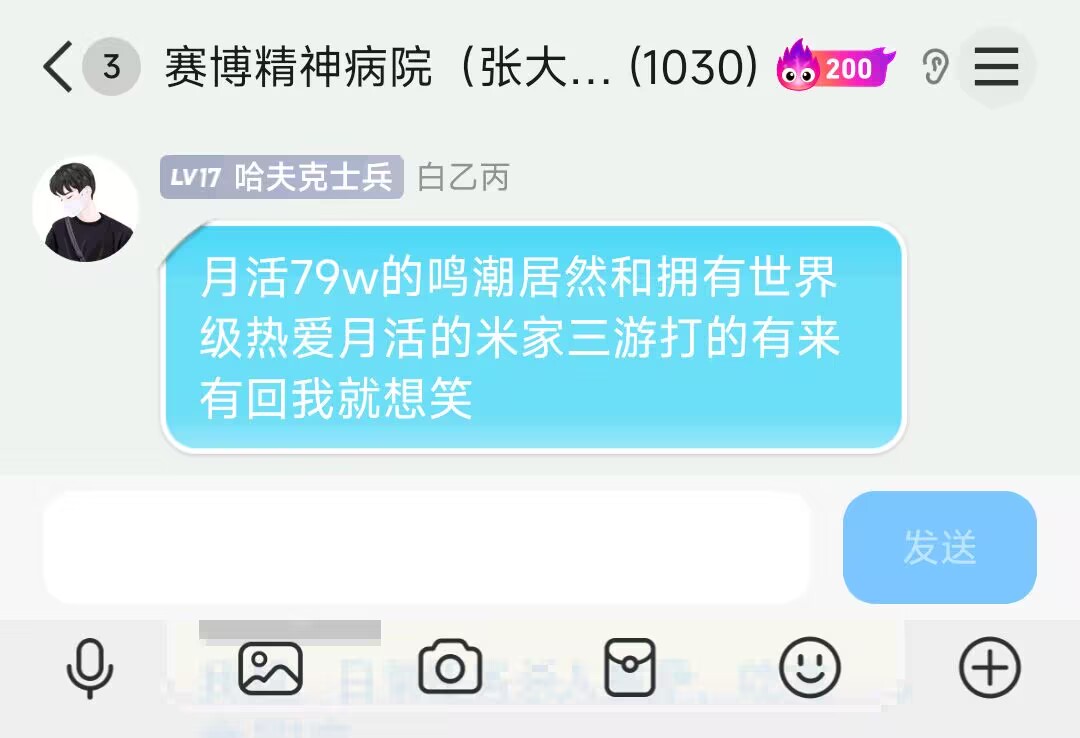 3 赛博精神病院（张大... (1030) 200
LV17 哈夫克士兵 白乙丙
月活79w的鸣潮居然和拥有世界
级热爱月活的米家三游打的有来
有回我就想笑
发送